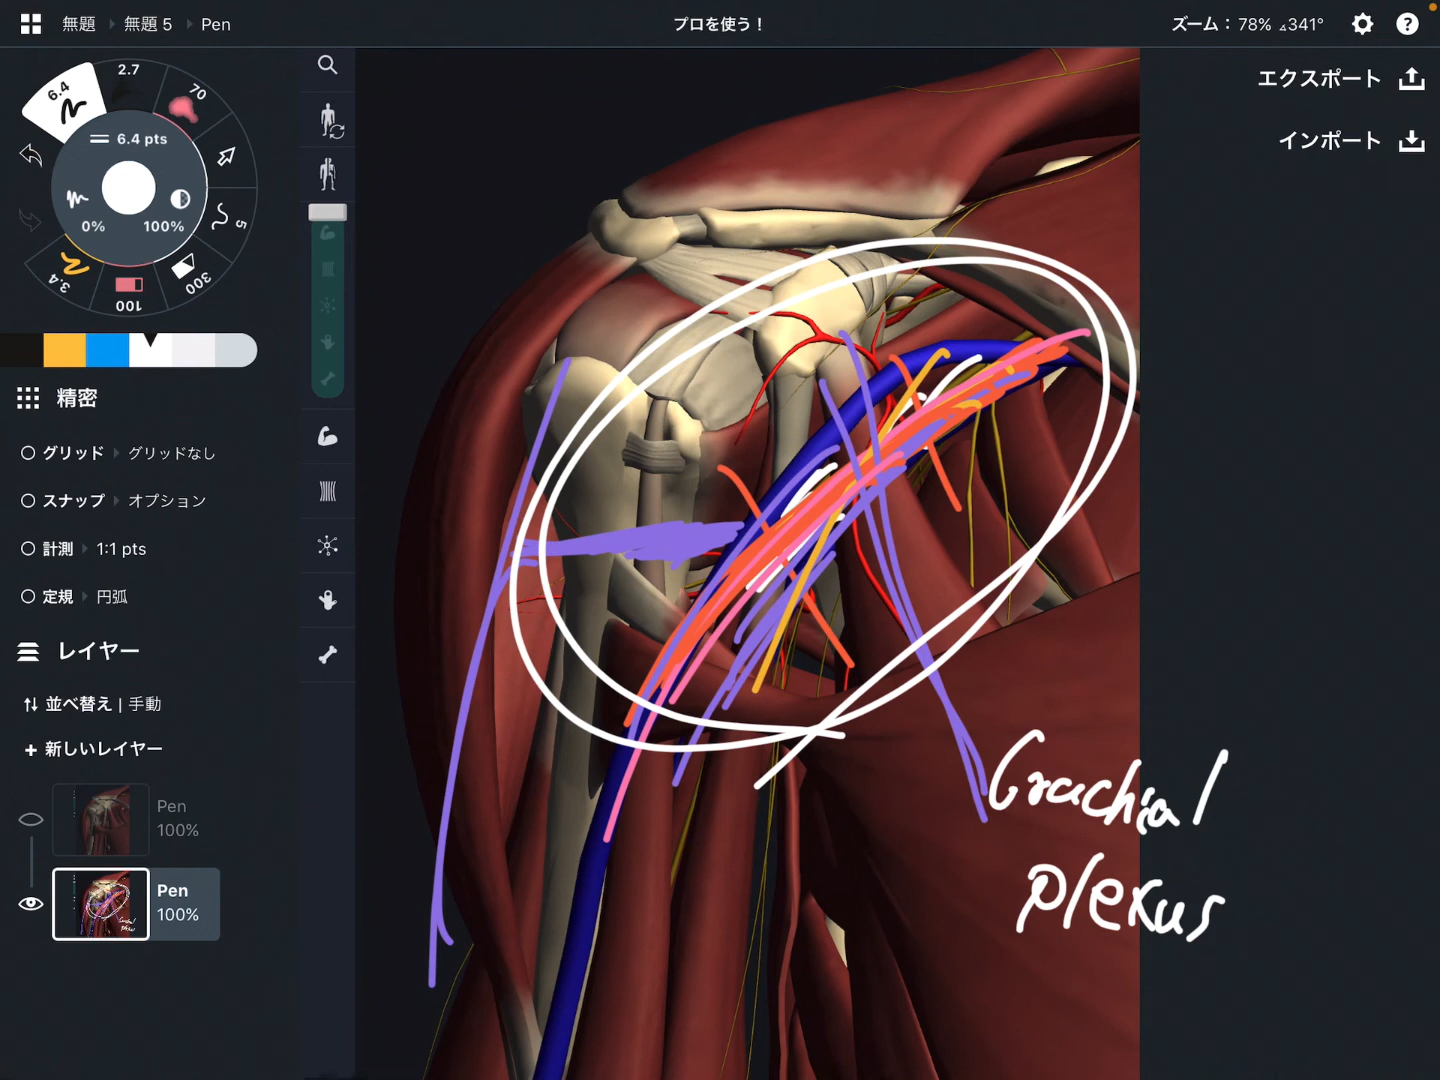 無題 無題 5 Pen
プロを使う！
ズーム： 78% ⦟341°
エクスポート
インポート
6.4
2.7
70
5
300
100
3.4
6.4 pts
0% 100%
精密
グリッド グリッドなし
スナップ オプション
計測 1:1 pts
定規 円弧
レイヤー
並べ替え | 手動
新しいレイヤー
Pen
100%
Pen
100%
Brachial
plexus